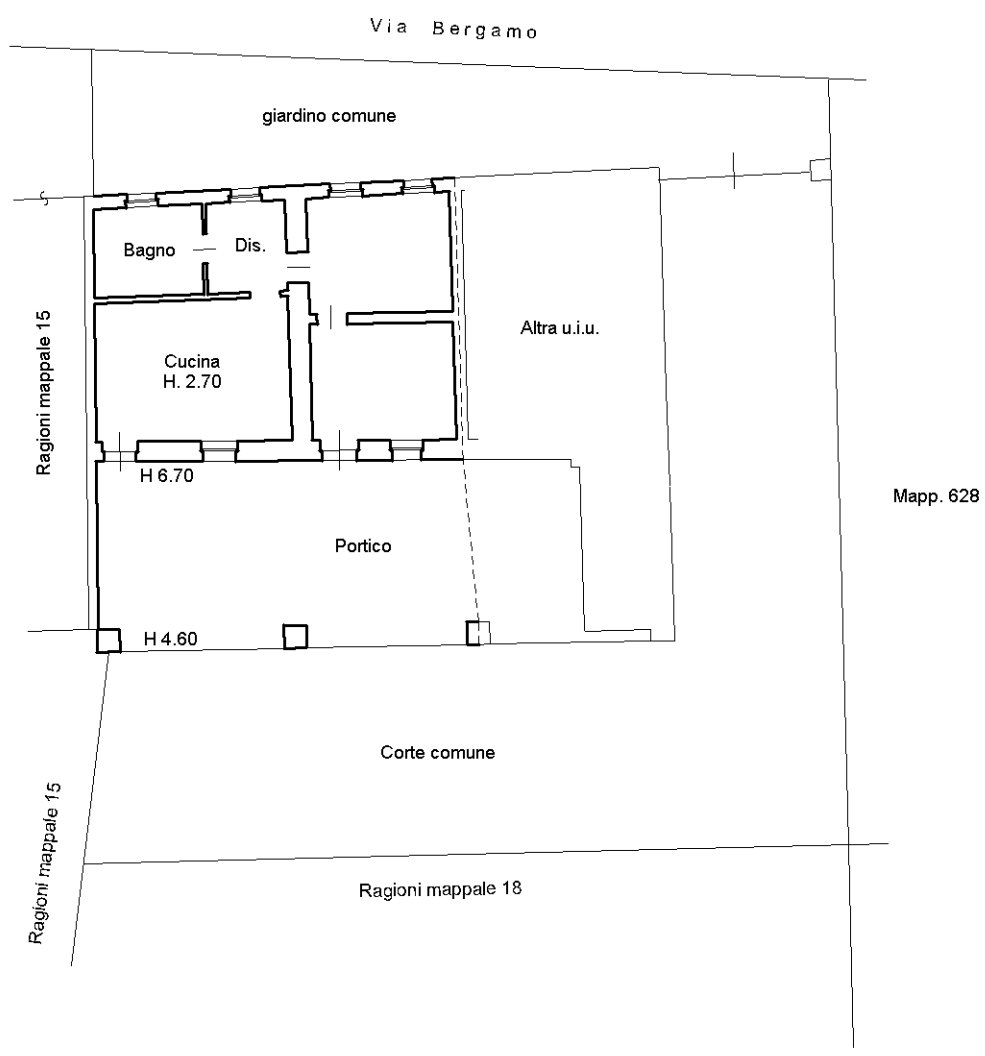 Via Bergamo
giardino comune
Bagno
Dis.
Ragioni mappale 15
Cucina
H. 2.70
Altra u.i.u.
H 6.70
Mapp. 628
Portico
H 4.60
Corte comune
Ragioni mappale 15
Ragioni mappale 18